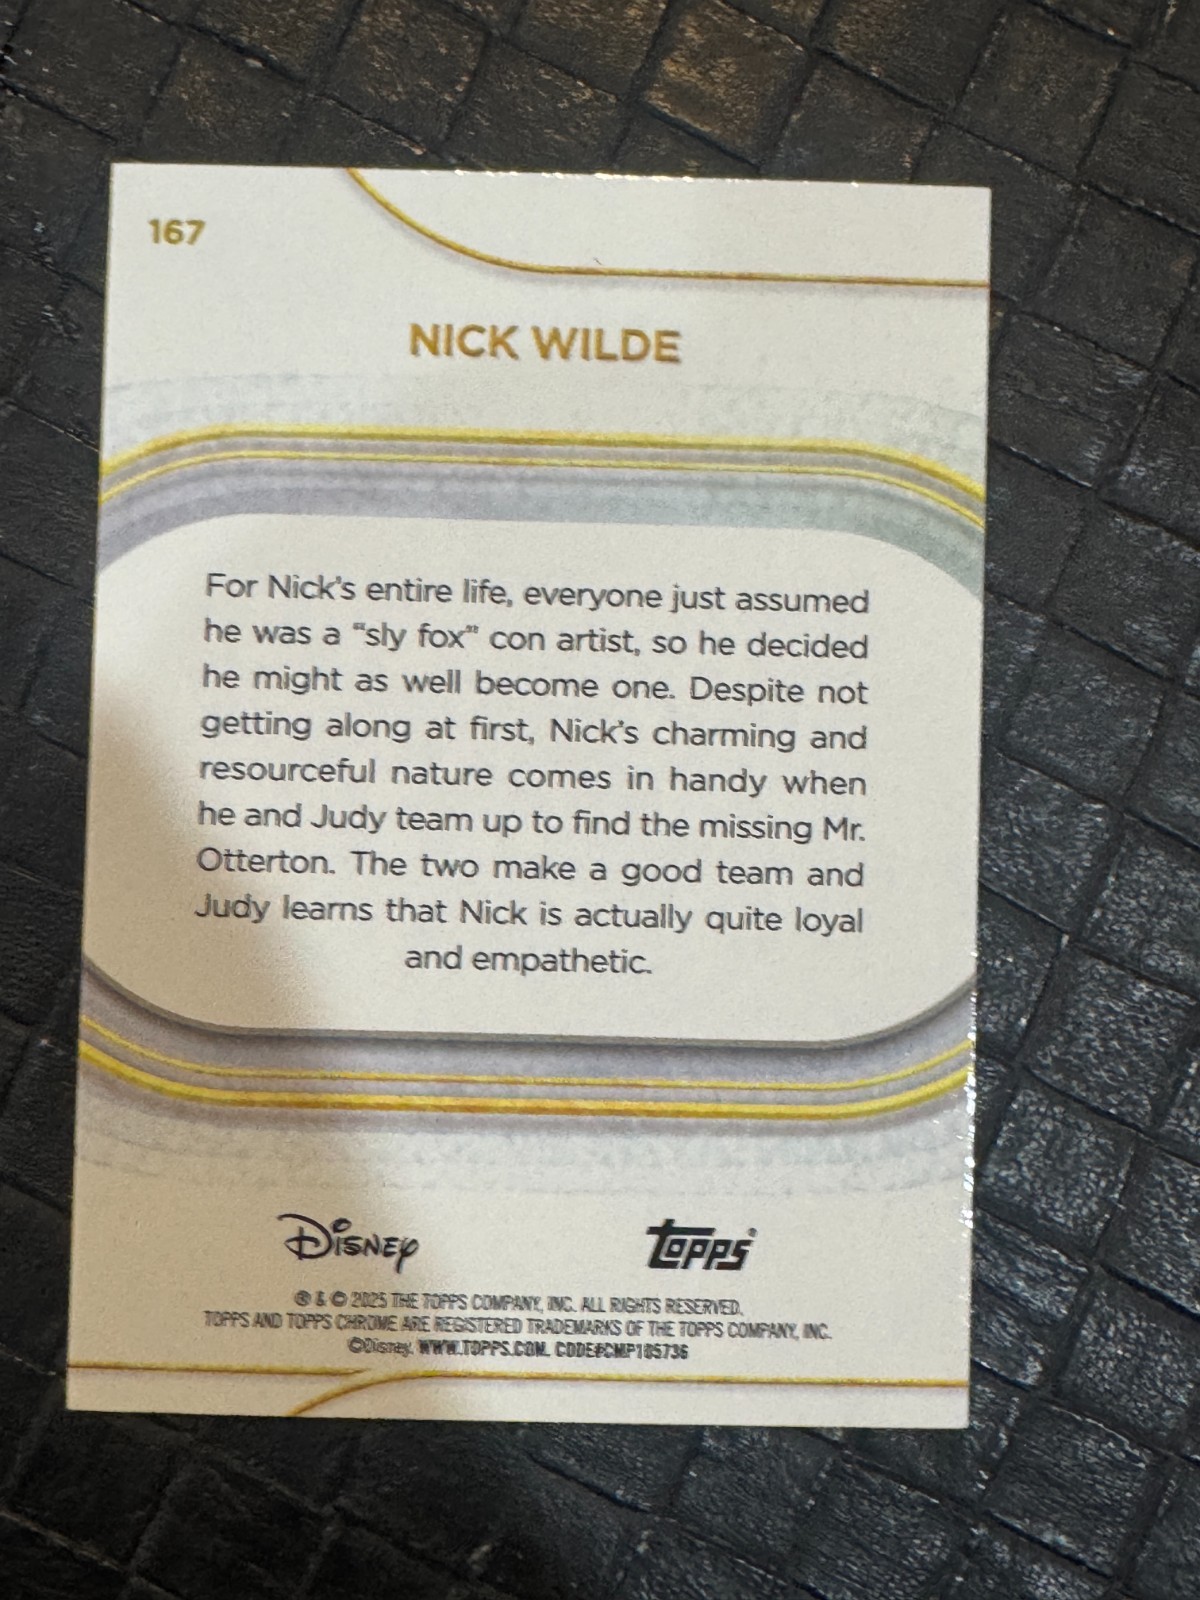 167
NICK WILDE
For Nick's entire life, everyone just assumed
he was a “sly fox” con artist, so he decided
he might as well become one. Despite not
getting along at first, Nick's charming and
resourceful nature comes in handy when
he and Judy team up to find the missing Mr.
Otterton. The two make a good team and
Judy learns that Nick is actually quite loyal
and empathetic.
Disney topps
® & © 2025 THE TOPPS COMPANY, INC. ALL RIGHTS RESERVED.
TOPPS AND TOPPS CHROME ARE REGISTERED TRADEMARKS OF THE TOPPS COMPANY, INC.
©Disney. WWW.TOPPS.COM. CODE#CMP105736